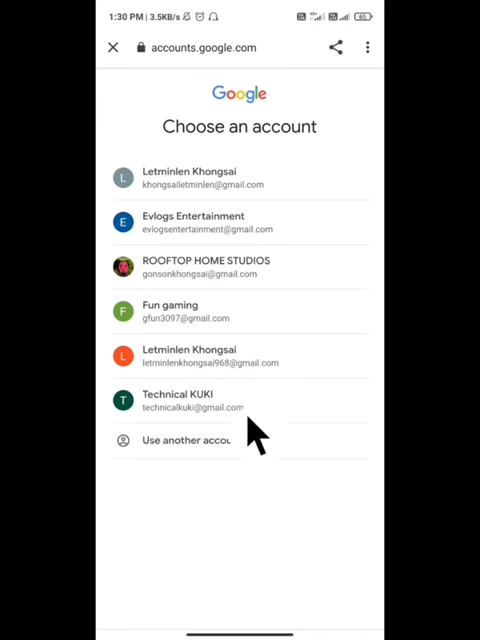 1:30 PM | 3.5KB/s
65
accounts.google.com
Google
Choose an account
L
Letminlen Khongsai
khongsailetminlen@gmail.com
E
Evlogs Entertainment
evlogsentertainment@gmail.com
ROOFTOP HOME STUDIOS
gonsonkhongsai@gmail.com
F
Fun gaming
gfun3097@gmail.com
L
Letminlen Khongsai
letminlenkhongsai968@gmail.com
T
Technical KUKI
technicalkuki@gmail.com
Use another accou